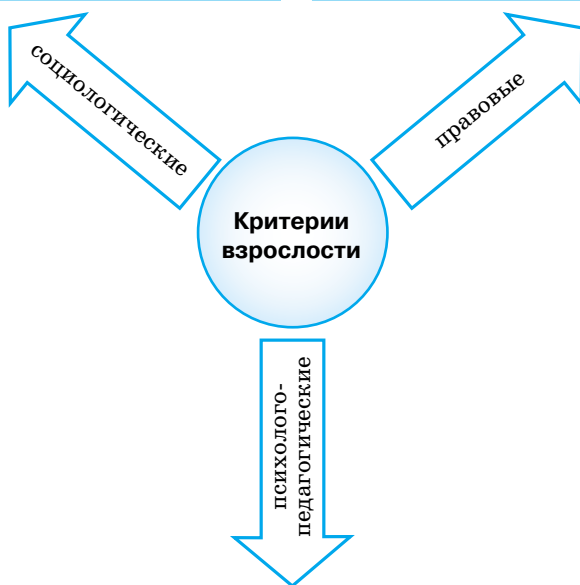 социологические
правовые
Критерии
взрослости
психолого-
педагогические